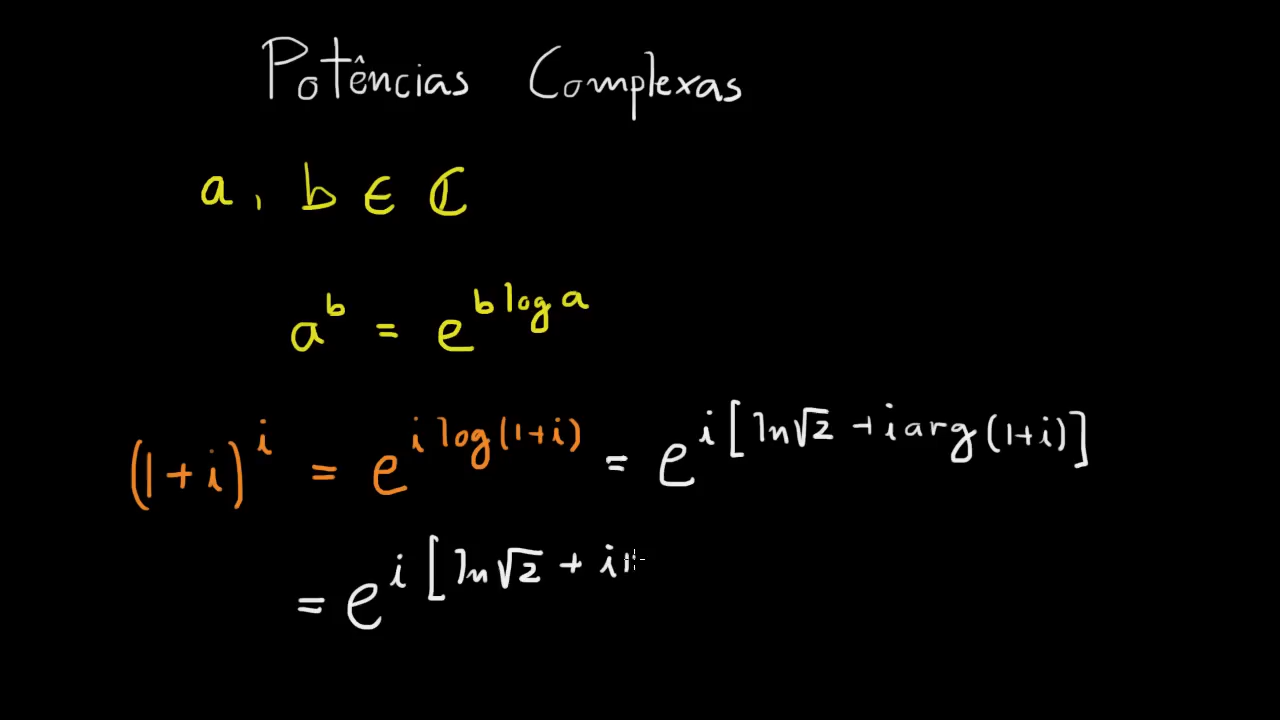 Potências Complexas
a, b ∈ ℂ
a^b = e^{b log a}
(1+i)^i = e^{i log(1+i)} = e^{i[ln√2 + i arg(1+i)]}
= e^{i[ln√2 + i